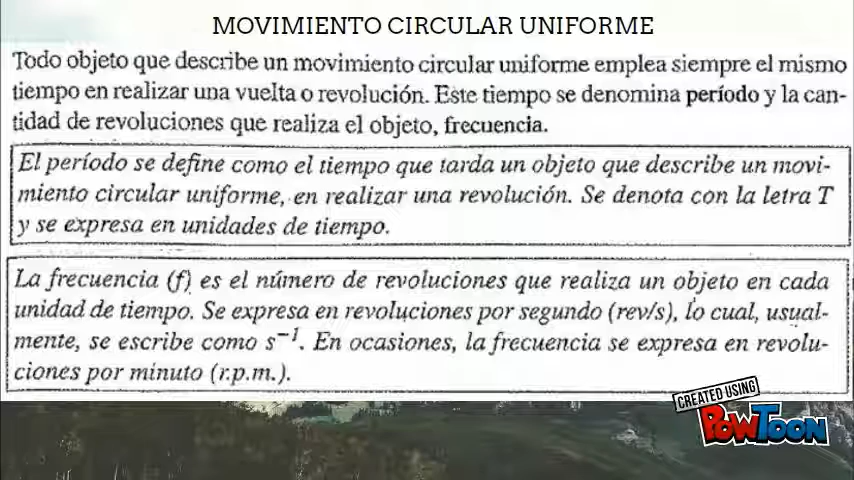 MOVIMIENTO CIRCULAR UNIFORME
Todo objeto que describe un movimiento circular uniforme emplea siempre el mismo
tiempo en realizar una vuelta o revolución. Este tiempo se denomina período y la can-
tidad de revoluciones que realiza el objeto, frecuencia.
El período se define como el tiempo que tarda un objeto que describe un movi-
miento circular uniforme, en realizar una revolución. Se denota con la letra T
y se expresa en unidades de tiempo.
La frecuencia (f) es el número de revoluciones que realiza un objeto en cada
unidad de tiempo. Se expresa en revoluciones por segundo (rev/s), lo cual, usual-
mente, se escribe como s⁻¹. En ocasiones, la frecuencia se expresa en revolu-
ciones por minuto (r.p.m.).
CREATED USING
POWTOON